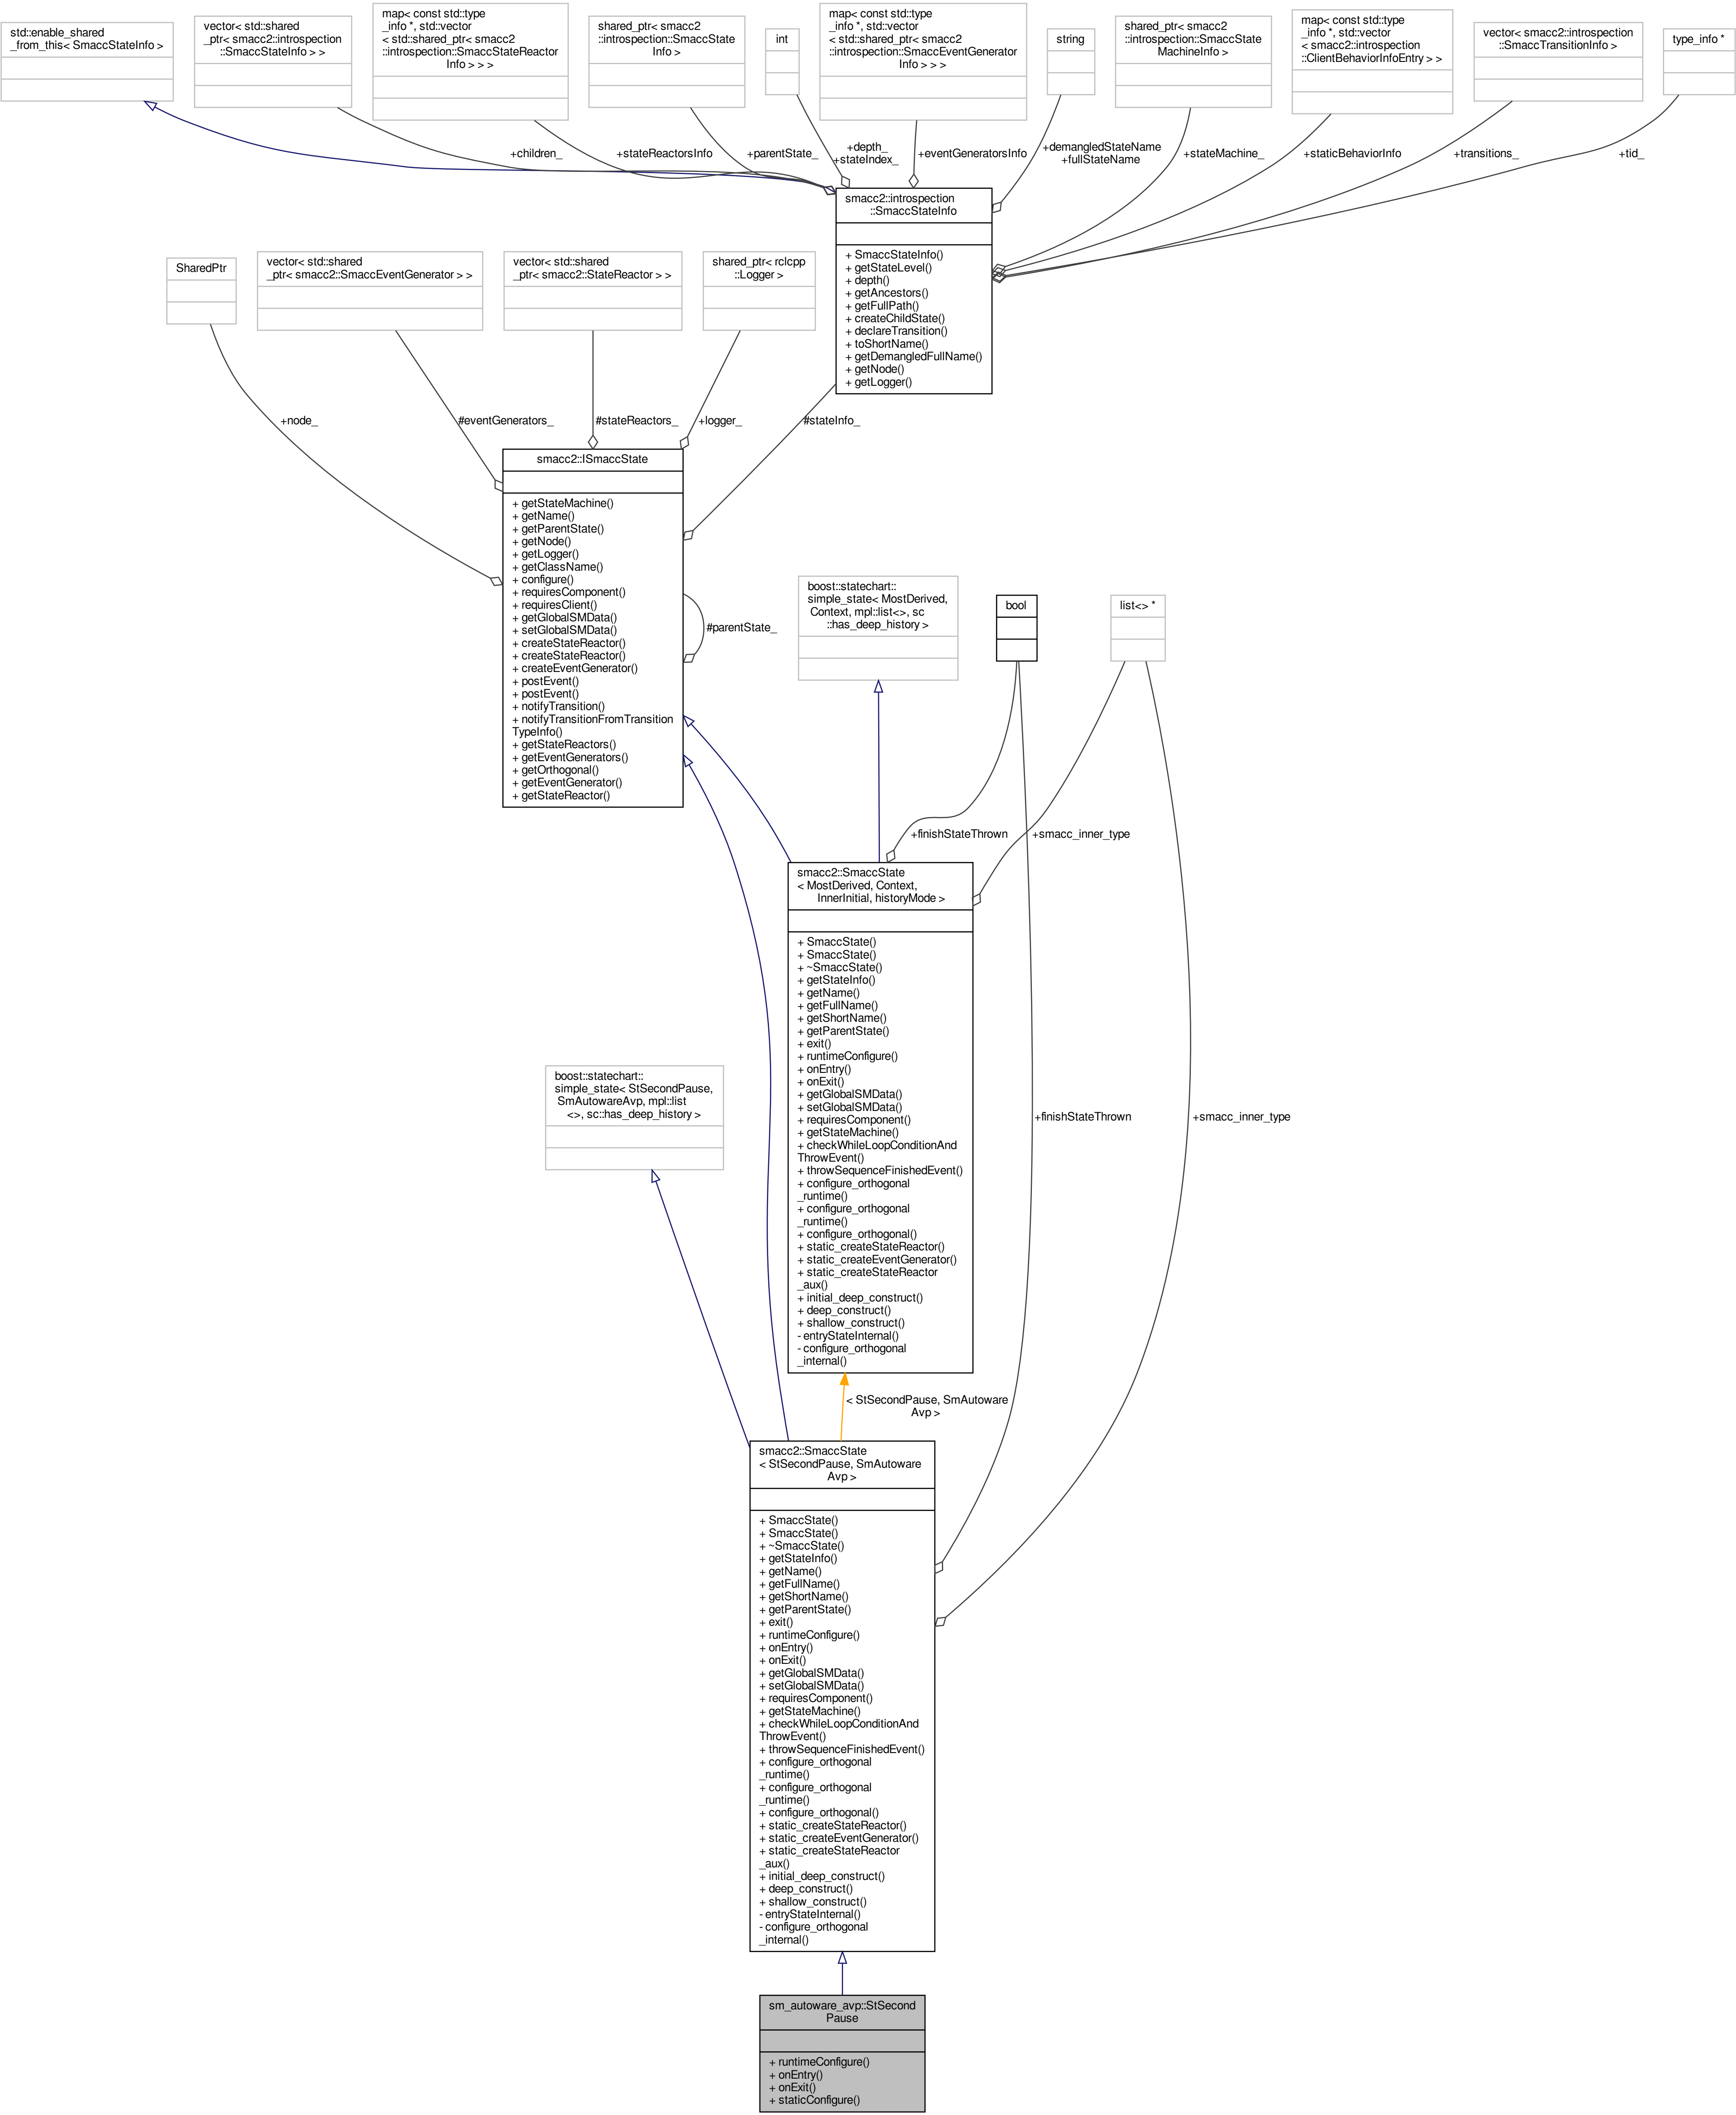 std::enable_shared
_from_this< SmaccStateInfo >
vector< std::shared
_ptr< smacc2::introspection
::SmaccStateInfo > >
map< const std::type
_info *, std::vector
< std::shared_ptr< smacc2
::introspection::SmaccStateReactor
Info > > >
shared_ptr< smacc2
::introspection::SmaccState
Info >
int
map< const std::type
_info *, std::vector
< std::shared_ptr< smacc2
::introspection::SmaccEventGenerator
Info > > >
string
shared_ptr< smacc2
::introspection::SmaccState
MachineInfo >
map< const std::type
_info *, std::vector
< smacc2::introspection
::ClientBehaviorInfoEntry > >
vector< smacc2::introspection
::SmaccTransitionInfo >
type_info *
+children_
+stateReactorsInfo
+parentState_
+depth_
+stateIndex_
+eventGeneratorsInfo
+demangledStateName
+fullStateName
+stateMachine_
+staticBehaviorInfo
+transitions_
+tid_
smacc2::introspection
::SmaccStateInfo
+ SmaccStateInfo()
+ getStateLevel()
+ depth()
+ getAncestors()
+ getFullPath()
+ createChildState()
+ declareTransition()
+ toShortName()
+ getDemangledFullName()
+ getNode()
+ getLogger()
SharedPtr
vector< std::shared
_ptr< smacc2::SmaccEventGenerator > >
vector< std::shared
_ptr< smacc2::StateReactor > >
shared_ptr< rclcpp
::Logger >
+node_
#eventGenerators_
#stateReactors_
+logger_
#stateInfo_
smacc2::ISmaccState
+ getStateMachine()
+ getName()
+ getParentState()
+ getNode()
+ getLogger()
+ getClassName()
+ configure()
+ requiresComponent()
+ requiresClient()
+ getGlobalSMData()
+ setGlobalSMData()
+ createStateReactor()
+ createStateReactor()
+ createEventGenerator()
+ postEvent()
+ postEvent()
+ notifyTransition()
+ notifyTransitionFromTransition
TypeInfo()
+ getStateReactors()
+ getEventGenerators()
+ getOrthogonal()
+ getEventGenerator()
+ getStateReactor()
#parentState_
boost::statechart::
simple_state< MostDerived,
Context, mpl::list<>, sc
::has_deep_history >
bool
list<> *
+finishStateThrown
+smacc_inner_type
smacc2::SmaccState
< MostDerived, Context,
InnerInitial, historyMode >
+ SmaccState()
+ SmaccState()
+ ~SmaccState()
+ getStateInfo()
+ getName()
+ getFullName()
+ getShortName()
+ getParentState()
+ exit()
+ runtimeConfigure()
+ onEntry()
+ onExit()
+ getGlobalSMData()
+ setGlobalSMData()
+ requiresComponent()
+ getStateMachine()
+ checkWhileLoopConditionAnd
ThrowEvent()
+ throwSequenceFinishedEvent()
+ configure_orthogonal
_runtime()
+ configure_orthogonal
_runtime()
+ configure_orthogonal()
+ static_createStateReactor()
+ static_createEventGenerator()
+ static_createStateReactor
_aux()
+ initial_deep_construct()
+ deep_construct()
+ shallow_construct()
- entryStateInternal()
- configure_orthogonal
_internal()
boost::statechart::
simple_state< StSecondPause,
SmAutowareAvp, mpl::list
<>, sc::has_deep_history >
+finishStateThrown
+smacc_inner_type
< StSecondPause, SmAutoware
Avp >
smacc2::SmaccState
< StSecondPause, SmAutoware
Avp >
+ SmaccState()
+ SmaccState()
+ ~SmaccState()
+ getStateInfo()
+ getName()
+ getFullName()
+ getShortName()
+ getParentState()
+ exit()
+ runtimeConfigure()
+ onEntry()
+ onExit()
+ getGlobalSMData()
+ setGlobalSMData()
+ requiresComponent()
+ getStateMachine()
+ checkWhileLoopConditionAnd
ThrowEvent()
+ throwSequenceFinishedEvent()
+ configure_orthogonal
_runtime()
+ configure_orthogonal
_runtime()
+ configure_orthogonal()
+ static_createStateReactor()
+ static_createEventGenerator()
+ static_createStateReactor
_aux()
+ initial_deep_construct()
+ deep_construct()
+ shallow_construct()
- entryStateInternal()
- configure_orthogonal
_internal()
sm_autoware_avp::StSecond
Pause
+ runtimeConfigure()
+ onEntry()
+ onExit()
+ staticConfigure()